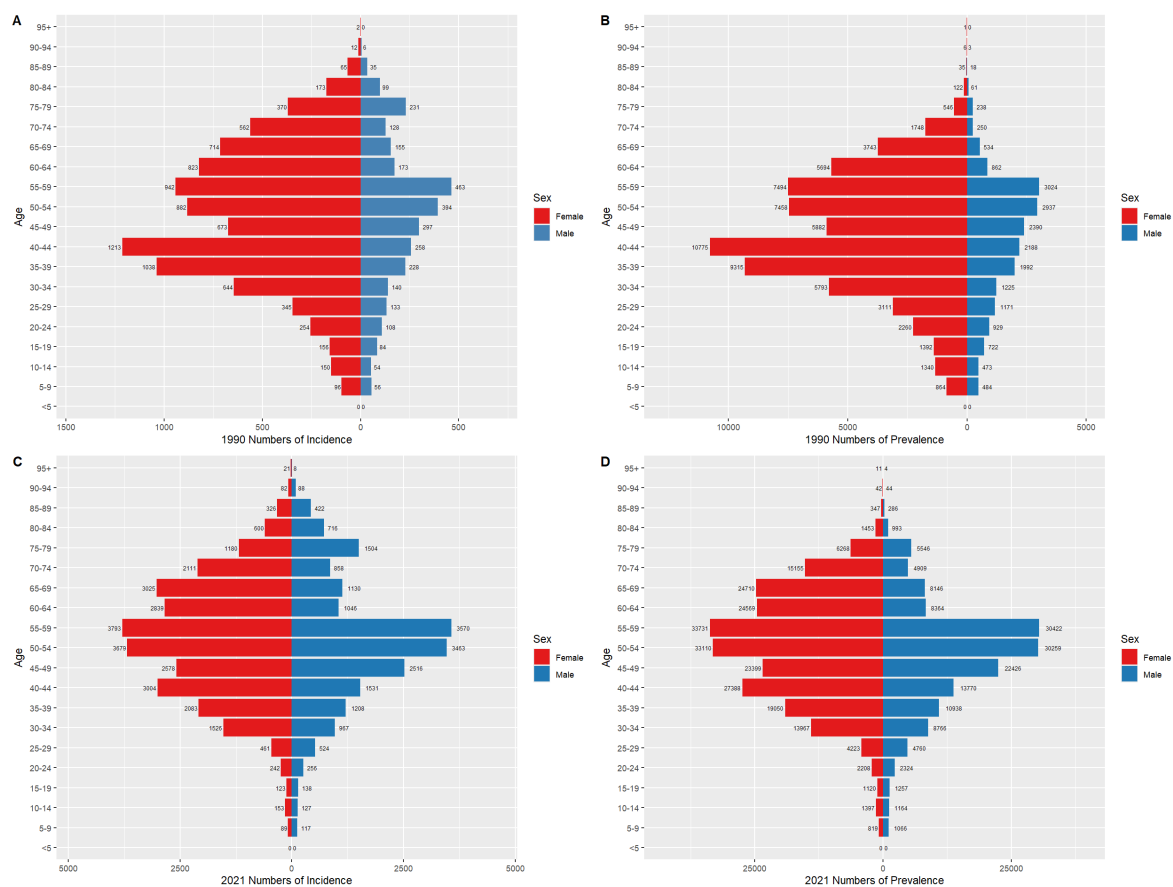 A
95+ 2 0
90-94 12 6
85-89 65 35
80-84 173 99
75-79 370 231
70-74 562 128
65-69 714 155
60-64 823 173
55-59 942 463
50-54 882 394
45-49 673 297
40-44 1213 258
35-39 1038 228
30-34 644 140
25-29 345 133
20-24 254 108
15-19 156 84
10-14 150 54
5-9 96 56
<5 0 0
Age
1500 1000 500 0 500
1990 Numbers of Incidence
Sex
Female
Male
B
95+ 1 0
90-94 6 3
85-89 35 18
80-84 122 61
75-79 546 238
70-74 1748 250
65-69 3743 534
60-64 5694 862
55-59 7494 3024
50-54 7458 2937
45-49 5882 2390
40-44 10775 2188
35-39 9315 1992
30-34 5793 1225
25-29 3111 1171
20-24 2260 929
15-19 1392 722
10-14 1340 473
5-9 864 484
<5 0 0
Age
10000 5000 0 5000
1990 Numbers of Prevalence
Sex
Female
Male
C
95+ 21 8
90-94 82 88
85-89 326 422
80-84 600 716
75-79 1180 1504
70-74 2111 858
65-69 3025 1130
60-64 2839 1046
55-59 3793 3570
50-54 3679 3463
45-49 2578 2516
40-44 3004 1531
35-39 2083 1208
30-34 1526 967
25-29 461 524
20-24 242 256
15-19 123 138
10-14 153 127
5-9 89 117
<5 0 0
Age
5000 2500 0 2500 5000
2021 Numbers of Incidence
Sex
Female
Male
D
95+ 11 4
90-94 42 44
85-89 347 286
80-84 1453 993
75-79 6268 5546
70-74 15155 4909
65-69 24710 8146
60-64 24569 8364
55-59 33731 30422
50-54 33110 30259
45-49 23399 22426
40-44 27388 13770
35-39 19050 10938
30-34 13967 8766
25-29 4223 4760
20-24 2208 2324
15-19 1120 1257
10-14 1397 1164
5-9 819 1066
<5 0 0
Age
25000 0 25000
2021 Numbers of Prevalence
Sex
Female
Male